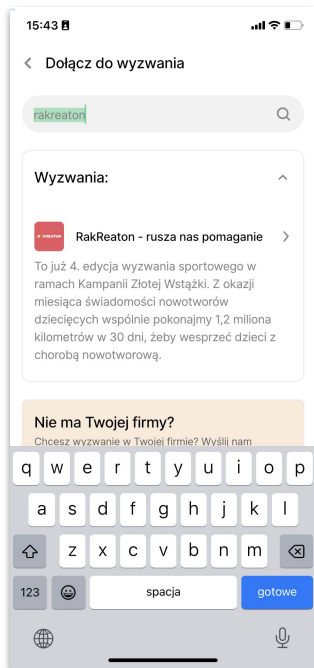 15:43
Dołącz do wyzwania
rakreaton
Wyzwania:
RakReaton - rusza nas pomaganie
To już 4. edycja wyzwania sportowego w
ramach Kampanii Złotej Wstążki. Z okazji
miesiąca świadomości nowotworów
dziecięcych wspólnie pokonajmy 1,2 miliona
kilometrów w 30 dni, żeby wesprzeć dzieci z
chorobą nowotworową.
Nie ma Twojej firmy?
Chcesz wyzwanie w Twojej firmie? Wyślij nam
q w e r t y u i o p
a s d f g h j k l
z x c v b n m
123 spacja gotowe